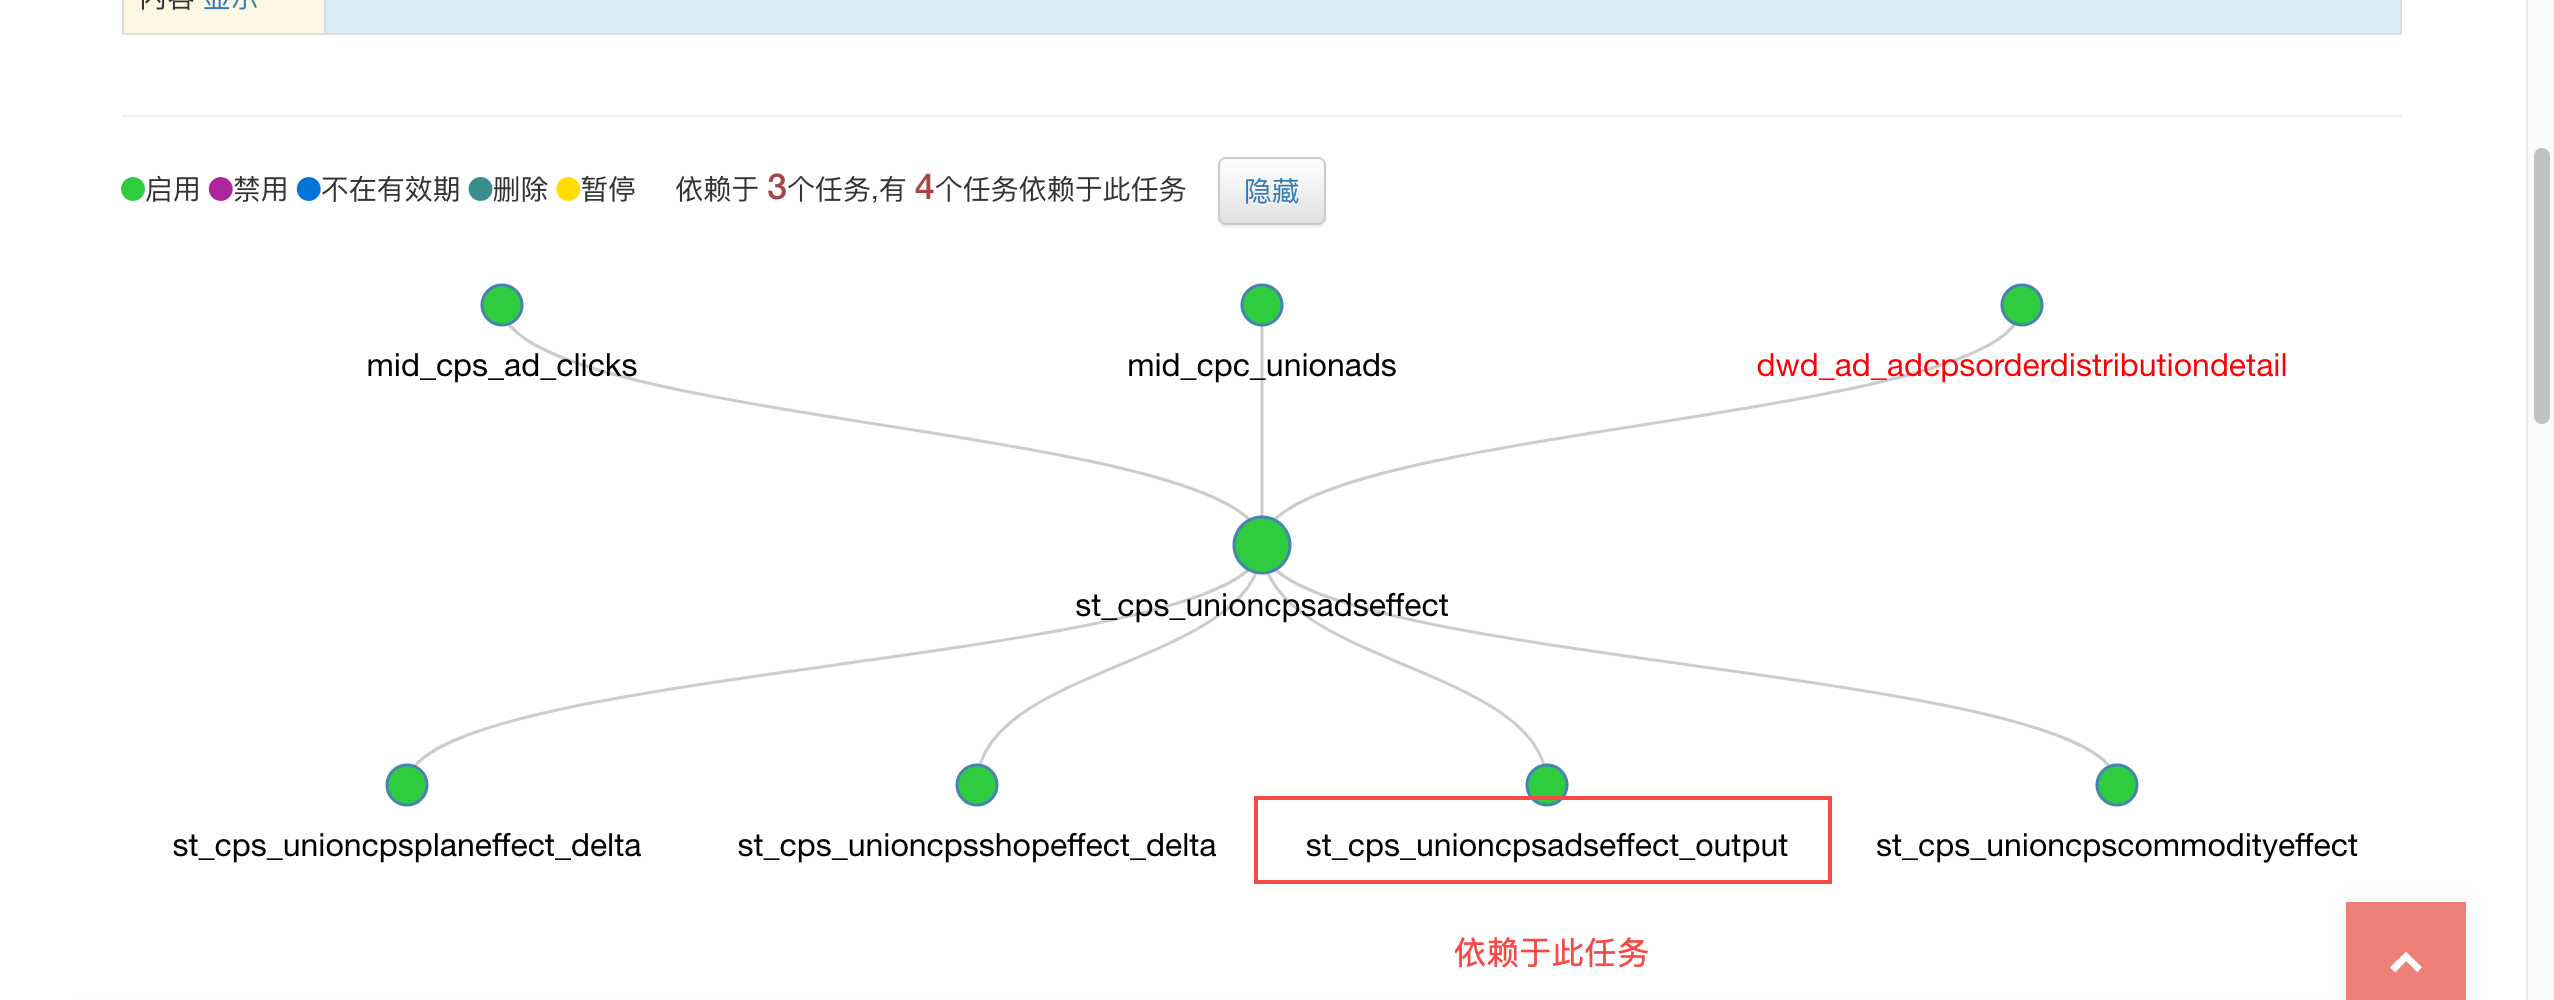 内容 显示
启用 禁用 不在有效期 删除 暂停 依赖于 3个任务,有 4个任务依赖于此任务 隐藏
mid_cps_ad_clicks mid_cpc_unionads dwd_ad_adcpsorderdistributiondetail
st_cps_unioncpsadseffect
st_cps_unioncpsplaneffect_delta st_cps_unioncpsshopeffect_delta st_cps_unioncpsadseffect_output st_cps_unioncpscommodityeffect
依赖于此任务